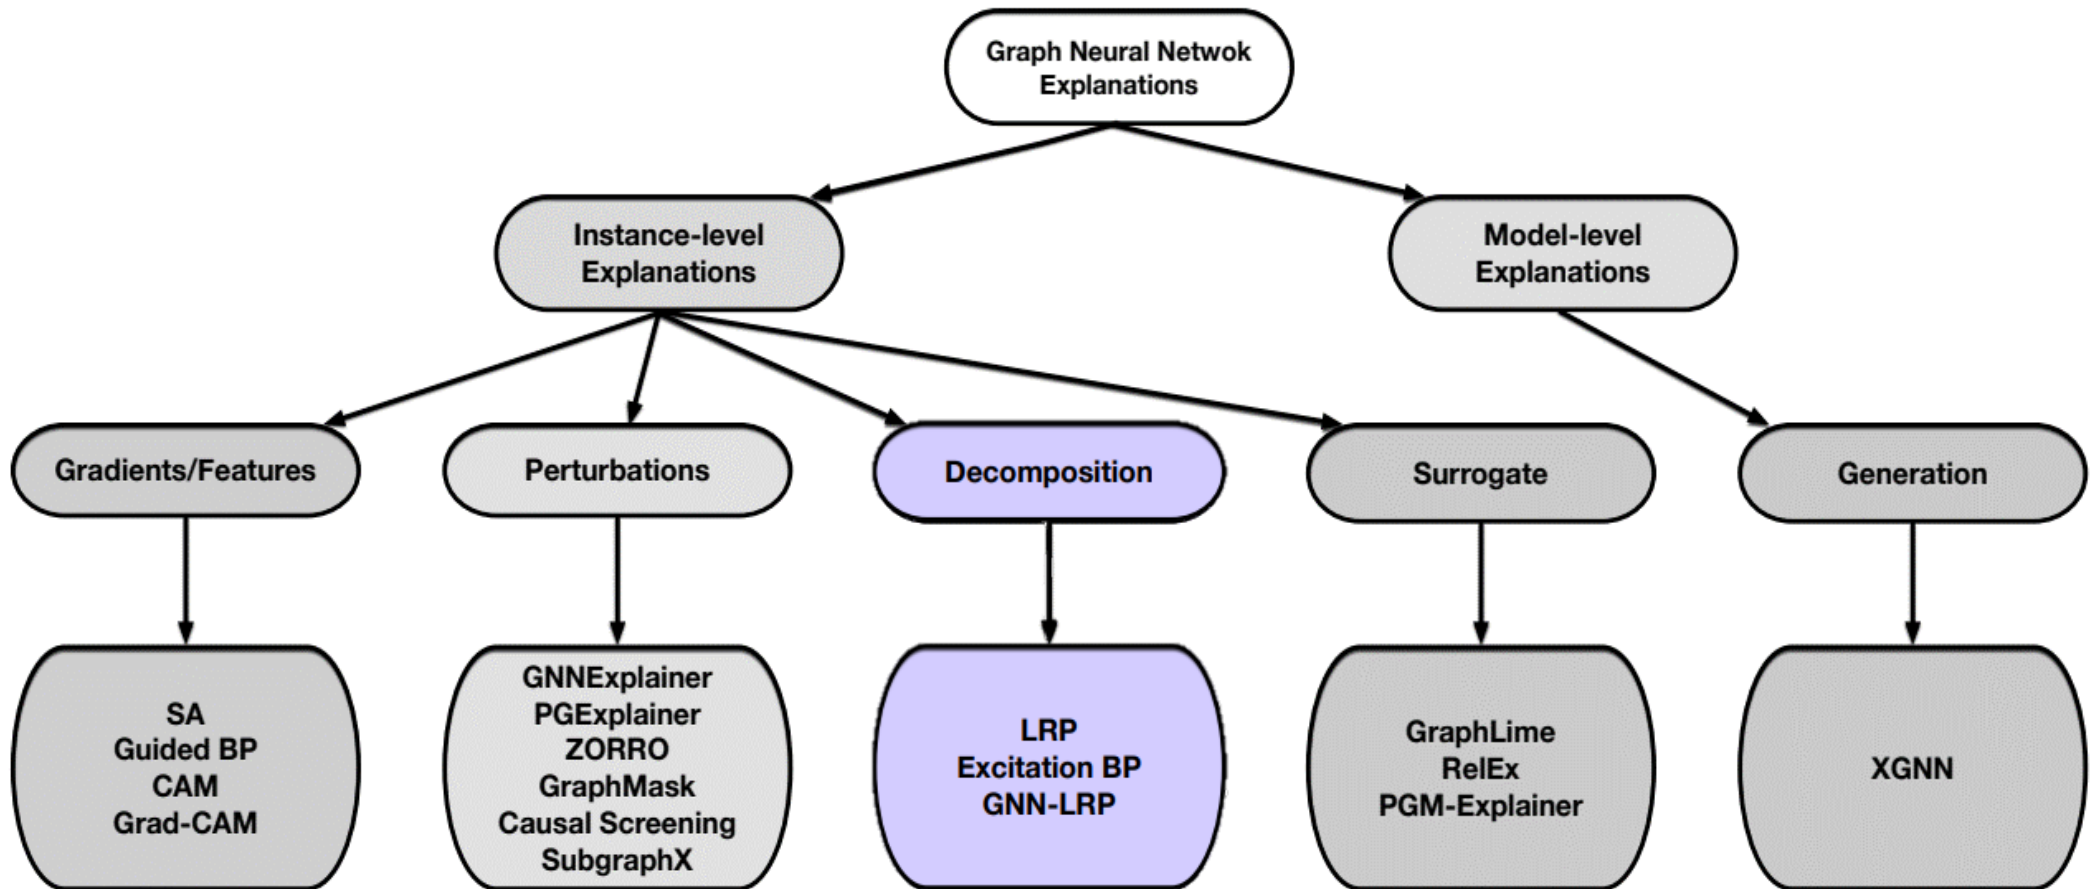 Graph Neural Netwok
Explanations
Instance-level
Explanations
Model-level
Explanations
Gradients/Features
Perturbations
Decomposition
Surrogate
Generation
SA
Guided BP
CAM
Grad-CAM
GNNExplainer
PGExplainer
ZORRO
GraphMask
Causal Screening
SubgraphX
LRP
Excitation BP
GNN-LRP
GraphLime
RelEx
PGM-Explainer
XGNN